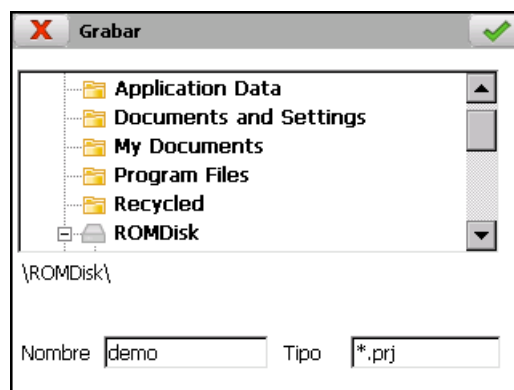 Grabar
Application Data
Documents and Settings
My Documents
Program Files
Recycled
ROMDisk
\ROMDisk\
Nombre demo Tipo *.prj